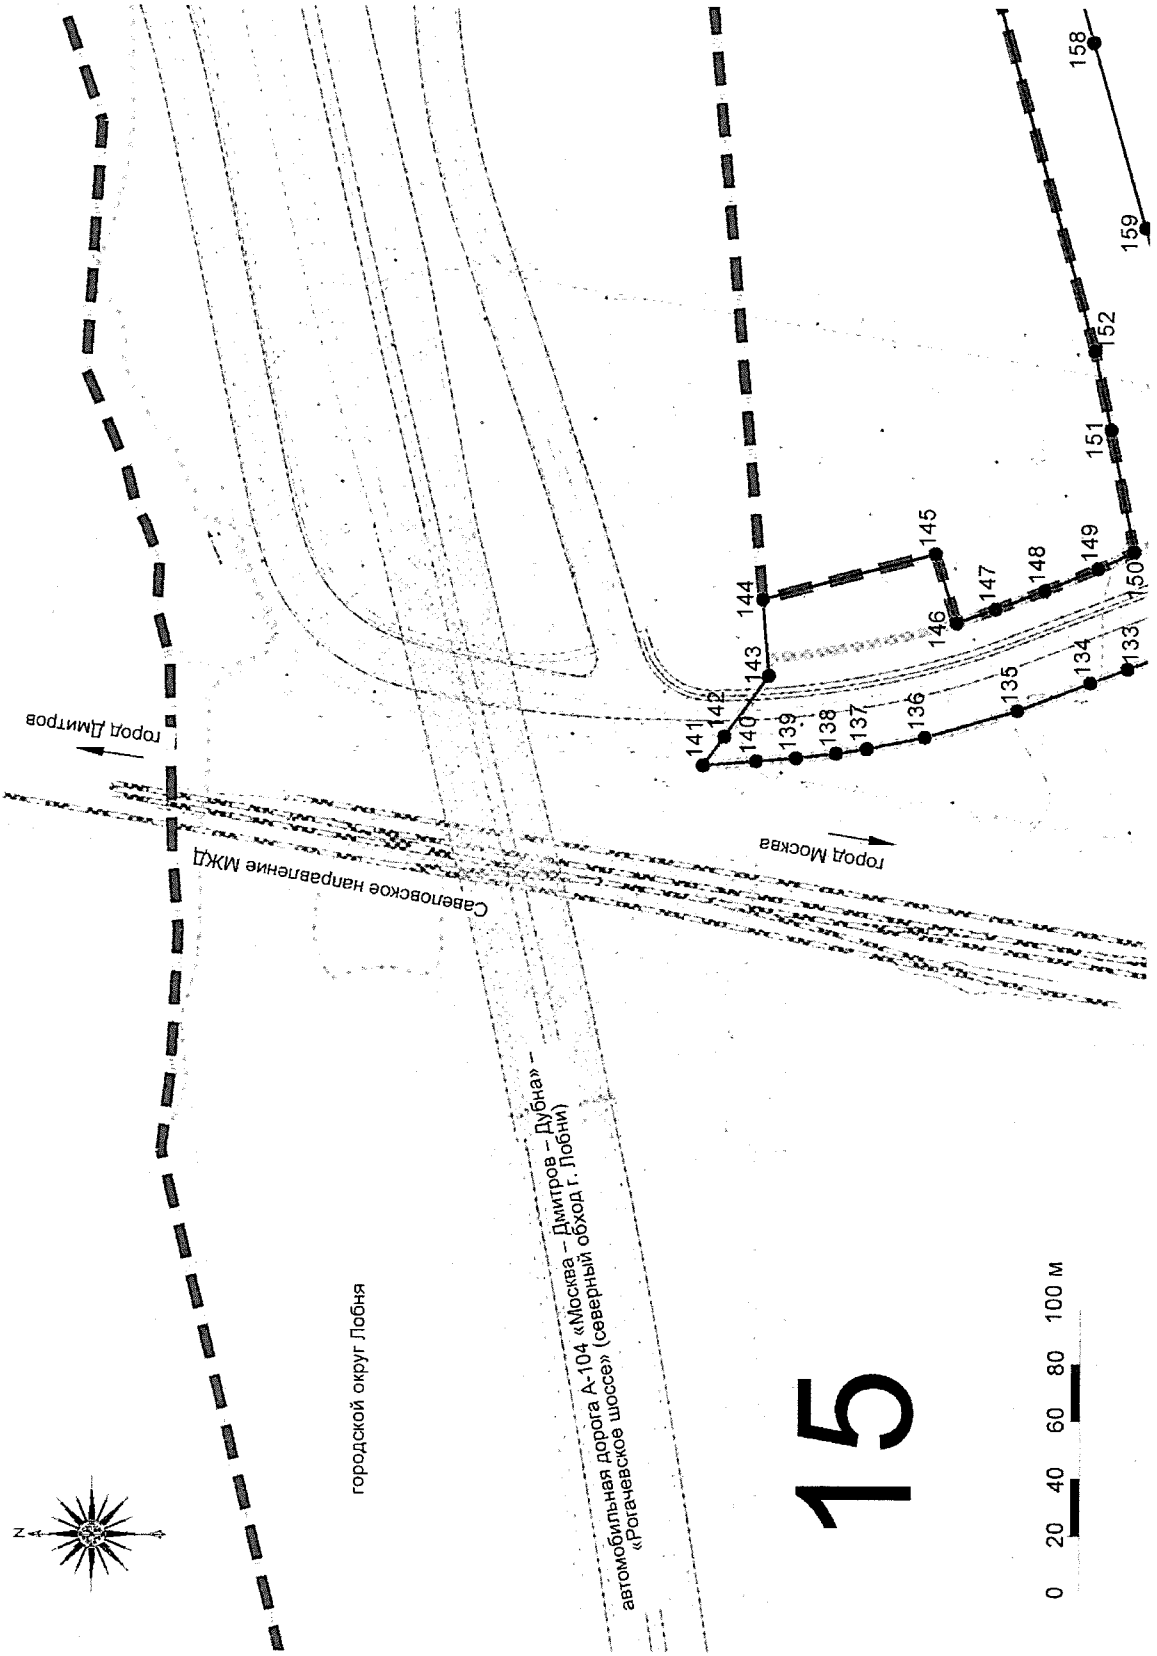 N
город Дмитров
Савеловское направление МЖД
город Москва
городской округ Лобня
автомобильная дорога А-104 «Москва – Дмитров – Дубна» –
«Рогачевское шоссе» (северный обход г. Лобни)
15
0 20 40 60 80 100 м
133
134
135
136
137
138
139
140
141
142
143
144
145
146
147
148
149
150
151
152
158
159